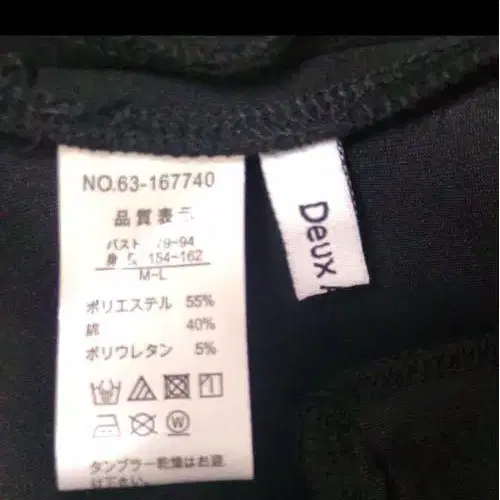 NO.63-167740
品質表示
バスト 79-94
身長 154-162
M-L
ポリエステル 55%
綿 40%
ポリウレタン 5%
W
タンブラー乾燥はお避
けください。
Deux